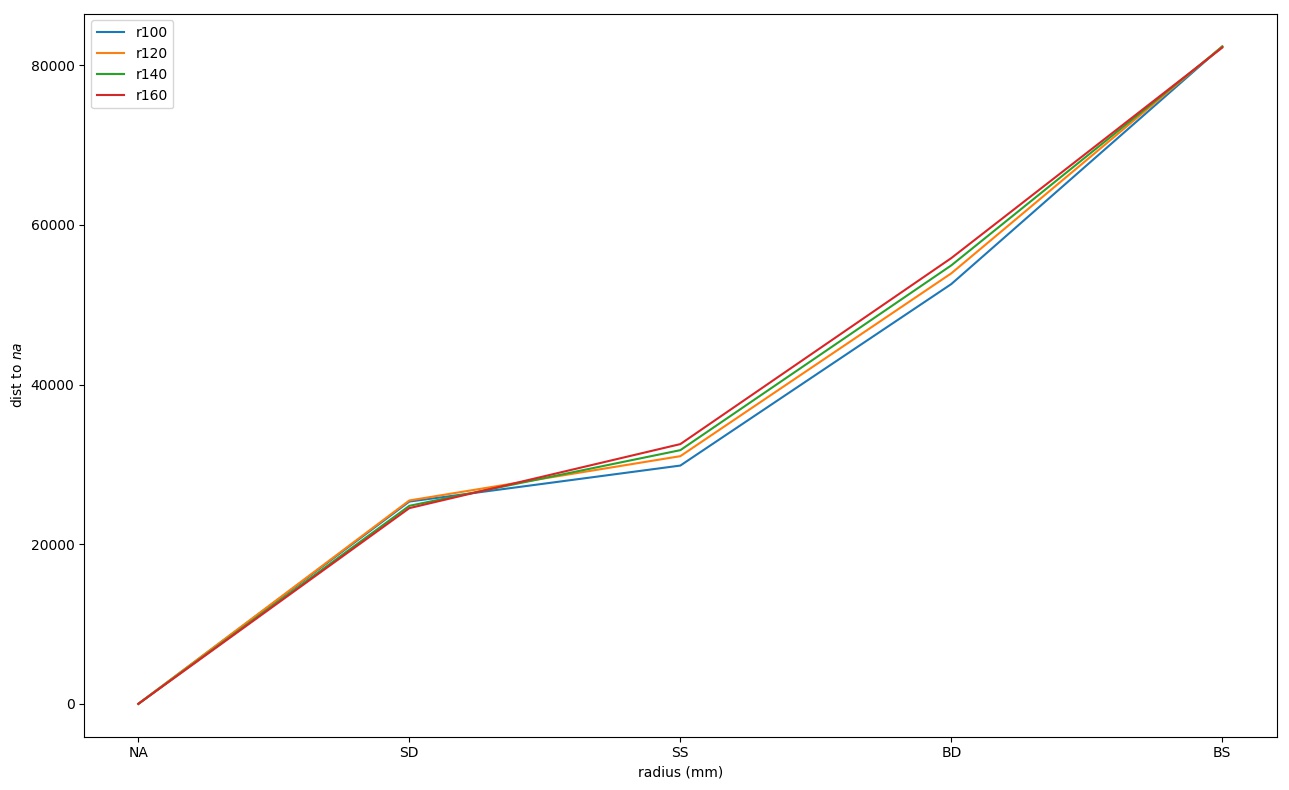 r100
r120
r140
r160
80000
60000
40000
20000
0
dist to na
NA SD SS BD BS
radius (mm)